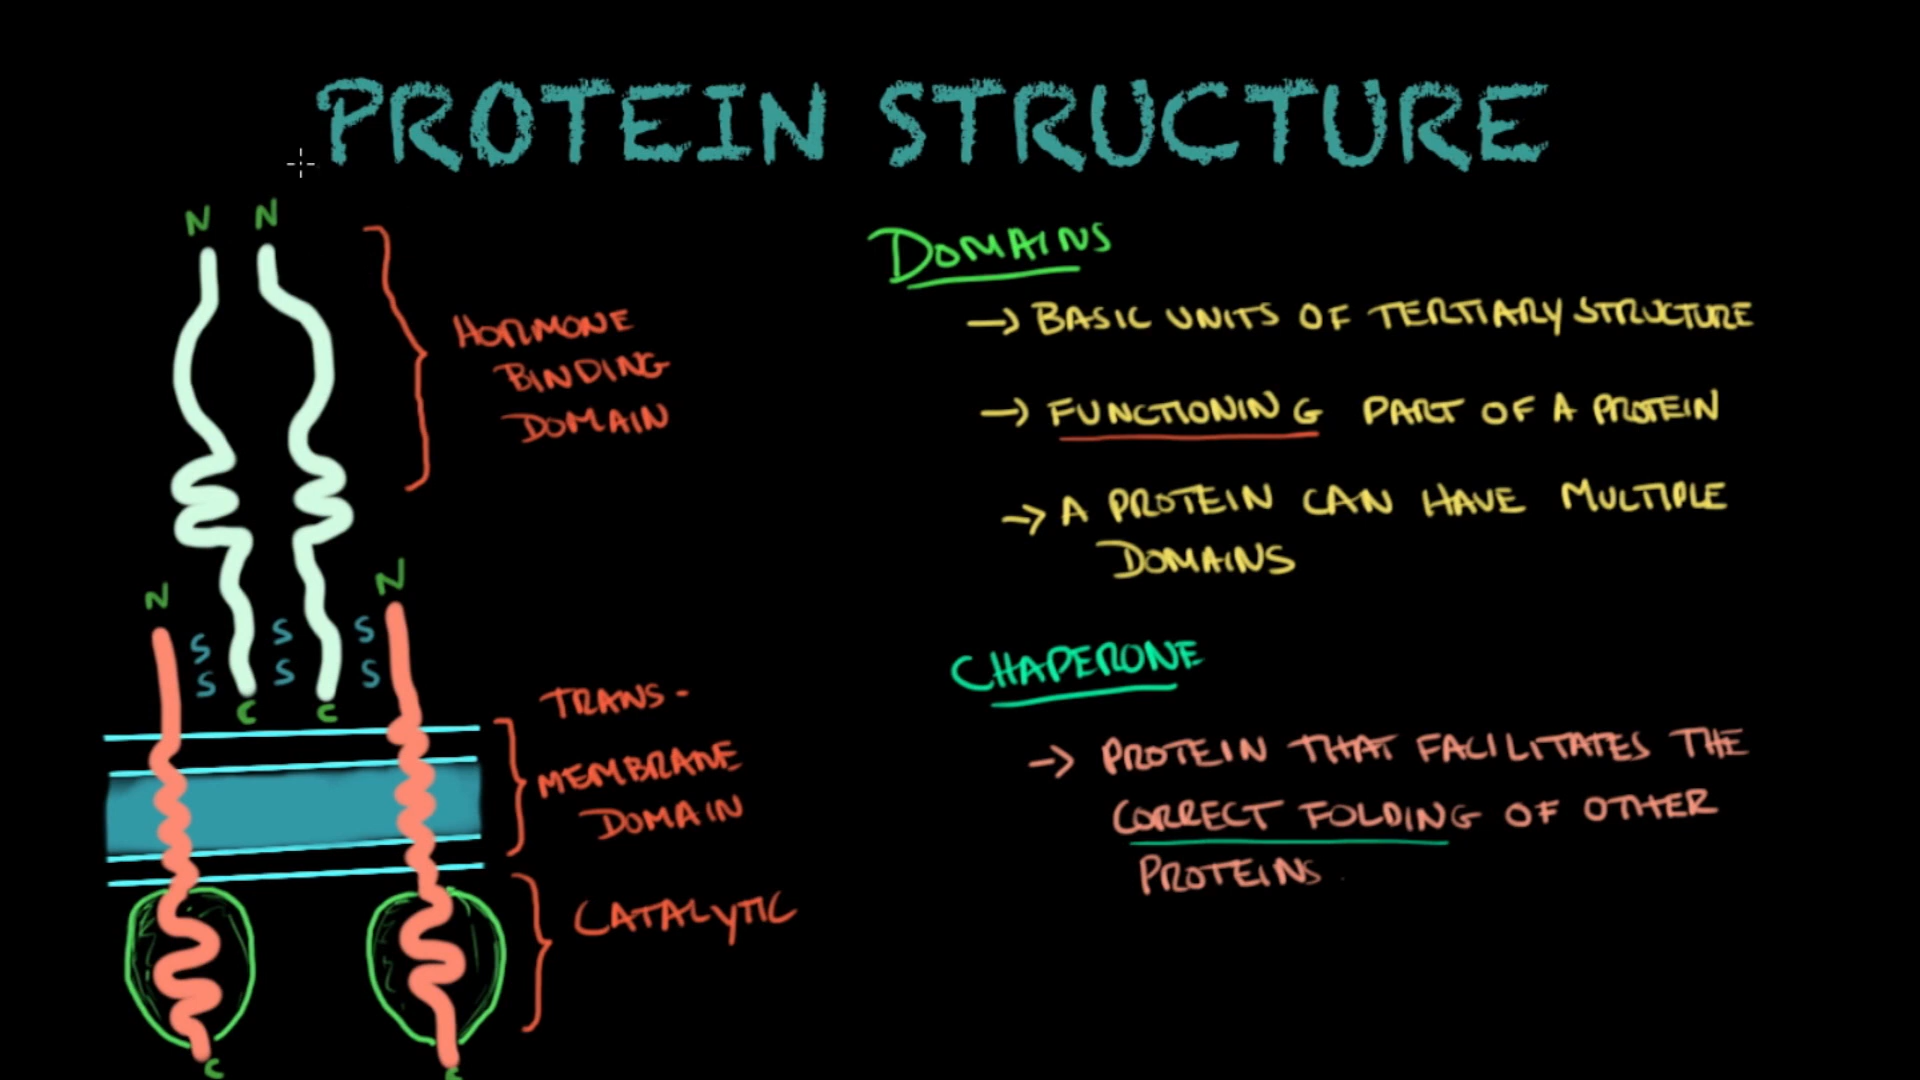 PROTEIN STRUCTURE
N N
HORMONE
BINDING
DOMAIN
N N
S S S
S S S
C C
TRANS-
MEMBRANE
DOMAIN
CATALYTIC
C C
DOMAINS
→ BASIC UNITS OF TERTIARY STRUCTURE
→ FUNCTIONING PART OF A PROTEIN
→ A PROTEIN CAN HAVE MULTIPLE
DOMAINS
CHAPERONE
→ PROTEIN THAT FACILITATES THE
CORRECT FOLDING OF OTHER
PROTEINS.